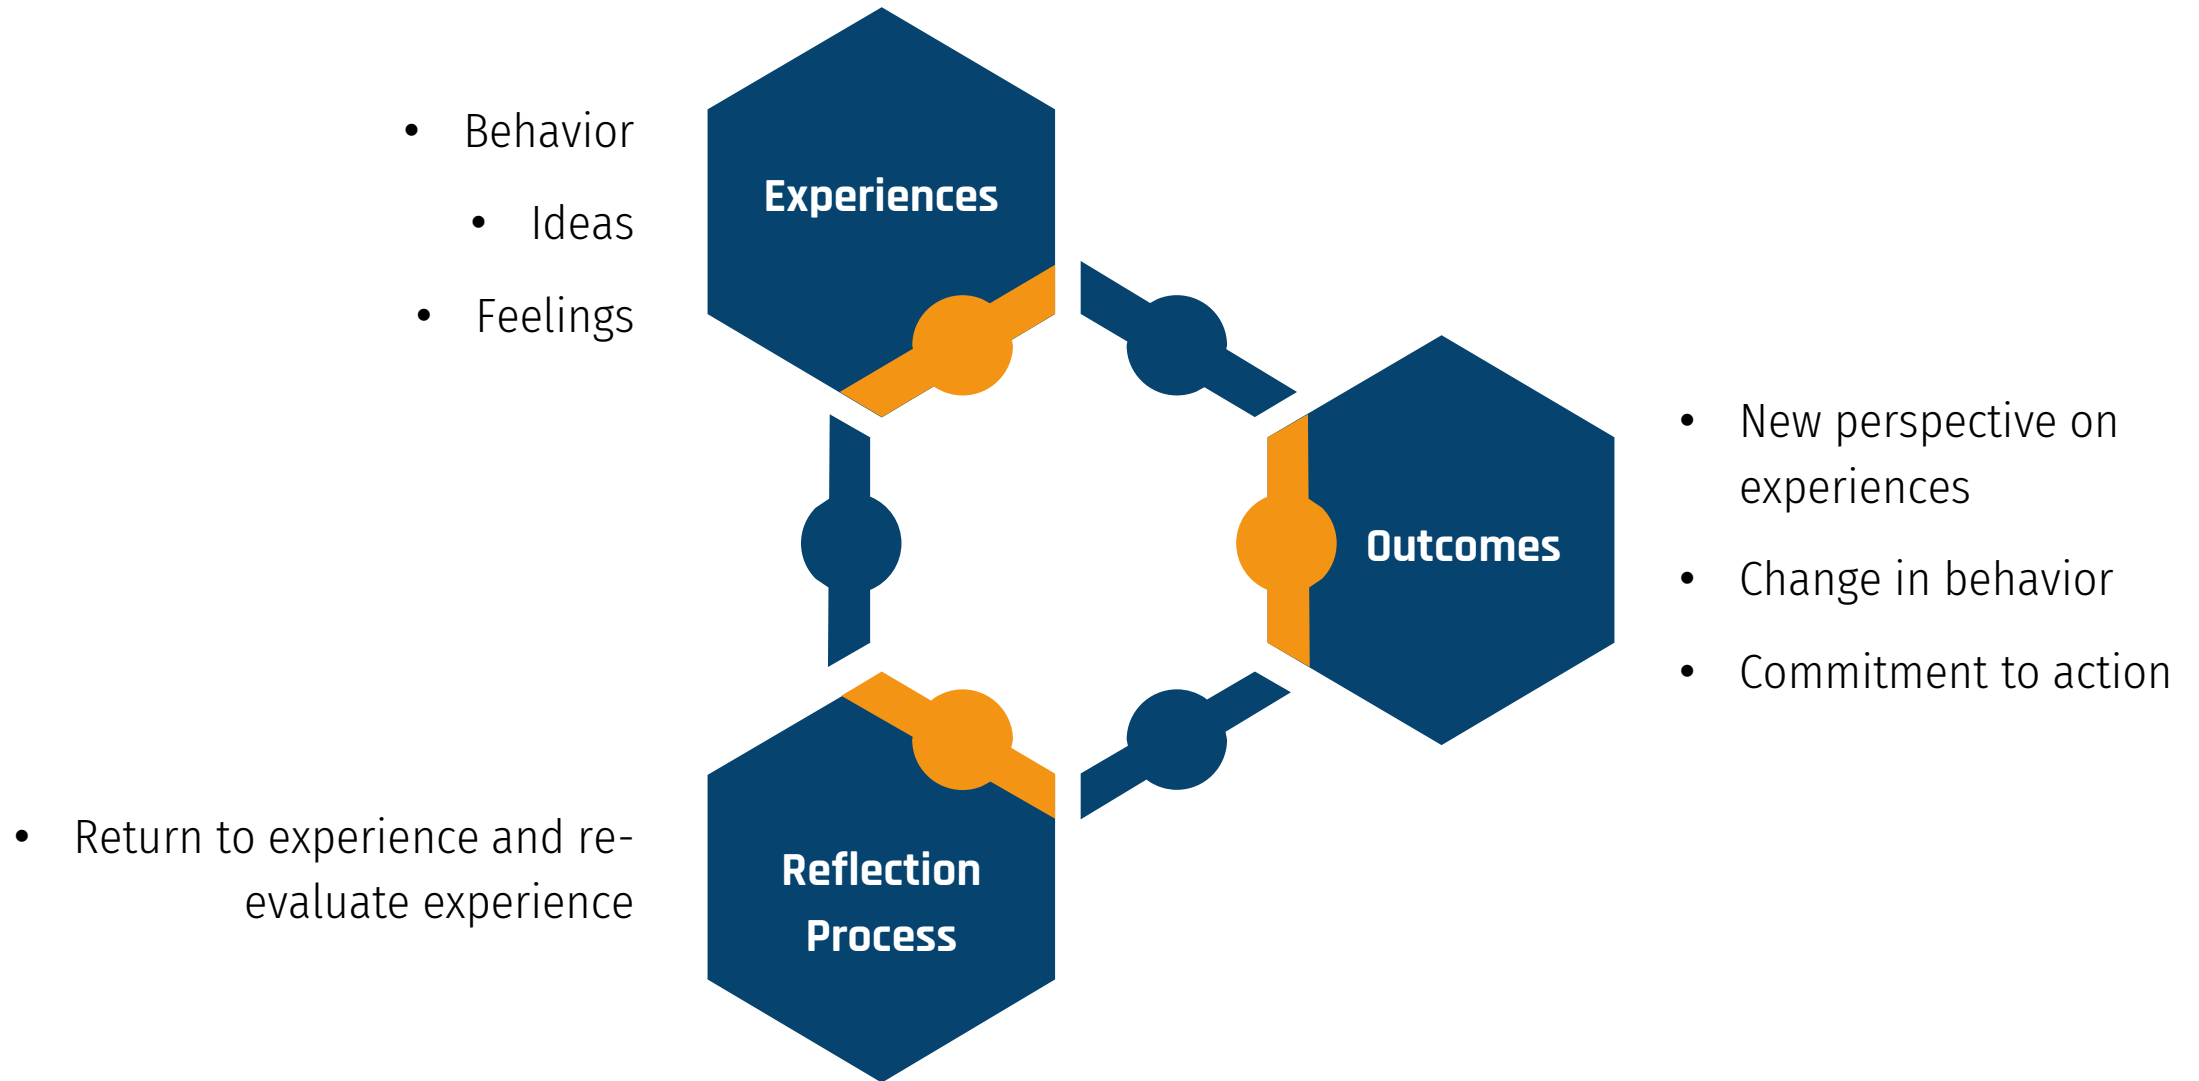 • Behavior
• Ideas
• Feelings
Experiences
• New perspective on
experiences
• Change in behavior
• Commitment to action
Outcomes
• Return to experience and re-
evaluate experience
Reflection
Process